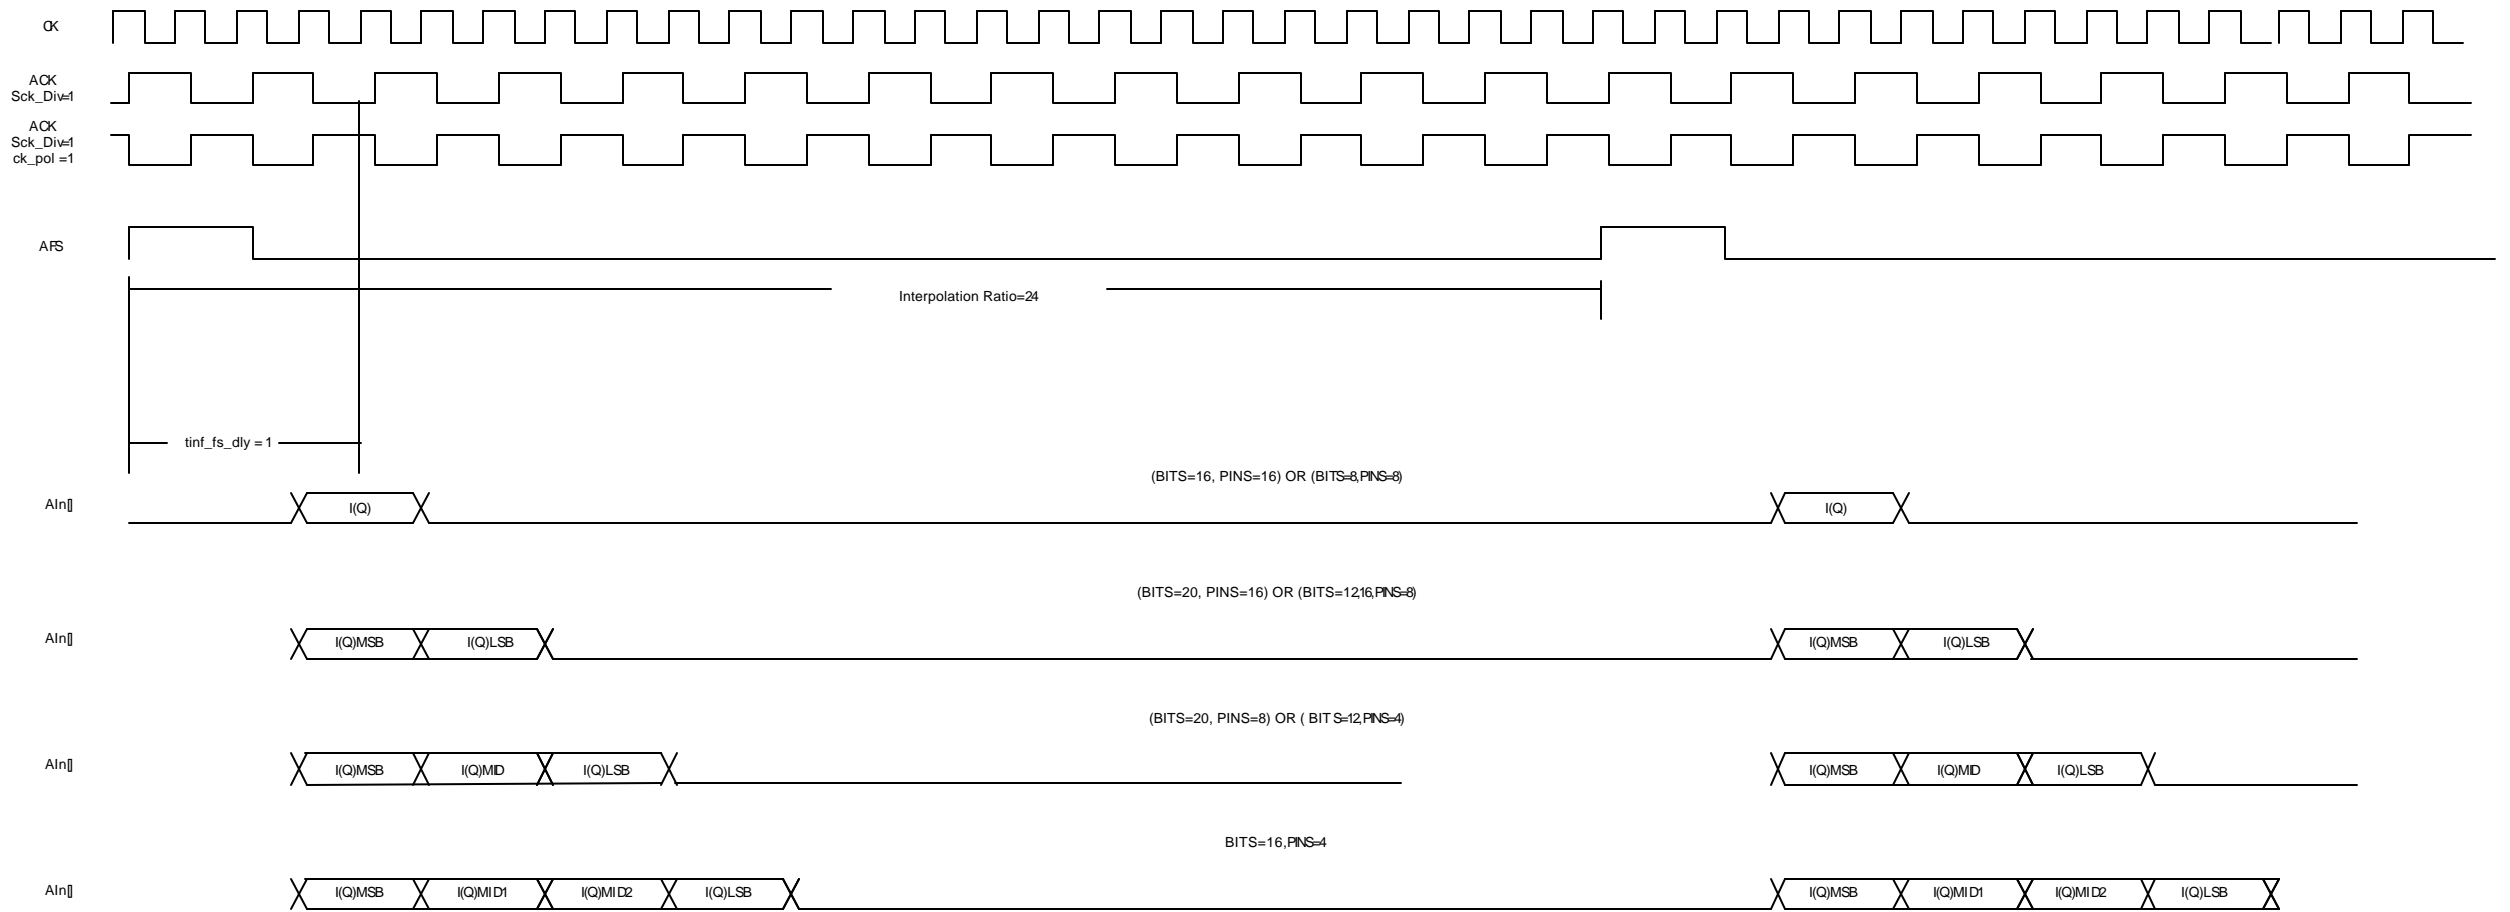 CK
ACK
Sck_Div=1
ACK
Sck_Div=1
ck_pol =1
AFS
Interpolation Ratio=24
tinf_fs_dly = 1
(BITS=16, PINS=16) OR (BITS=8,PINS=8)
AIn[] I(Q) I(Q)
(BITS=20, PINS=16) OR (BITS=12,16,PINS=8)
AIn[] I(Q)MSB I(Q)LSB I(Q)MSB I(Q)LSB
(BITS=20, PINS=8) OR ( BITS=12,PINS=4)
AIn[] I(Q)MSB I(Q)MID I(Q)LSB I(Q)MSB I(Q)MID I(Q)LSB
BITS=16,PINS=4
AIn[] I(Q)MSB I(Q)MID1 I(Q)MID2 I(Q)LSB I(Q)MSB I(Q)MID1 I(Q)MID2 I(Q)LSB